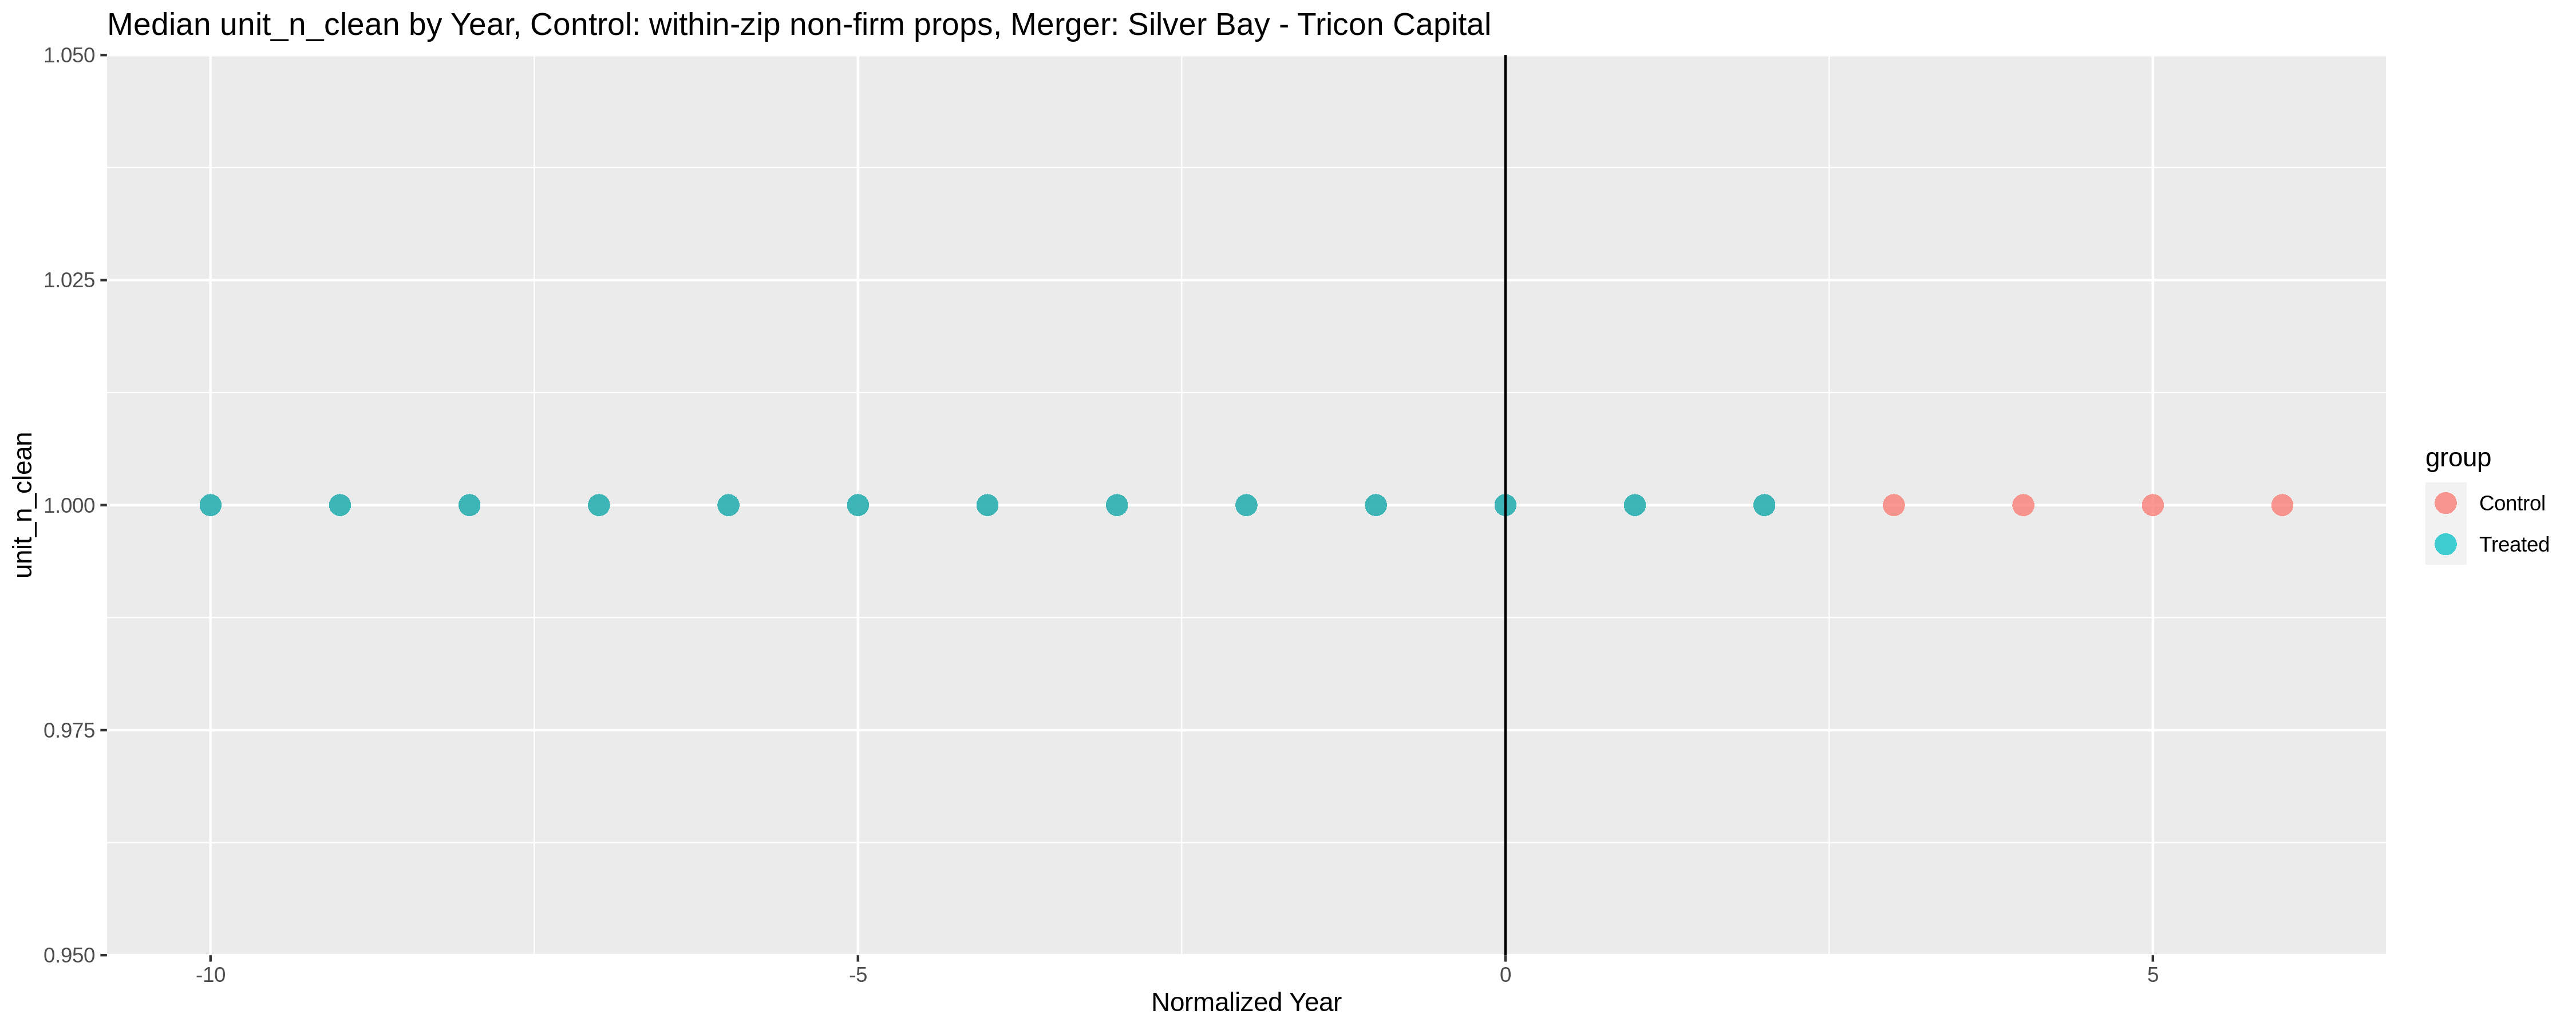 Median unit_n_clean by Year, Control: within-zip non-firm props, Merger: Silver Bay - Tricon Capital
1.050
1.025
1.000
0.975
0.950
unit_n_clean
-10
-5
0
5
Normalized Year
group
Control
Treated